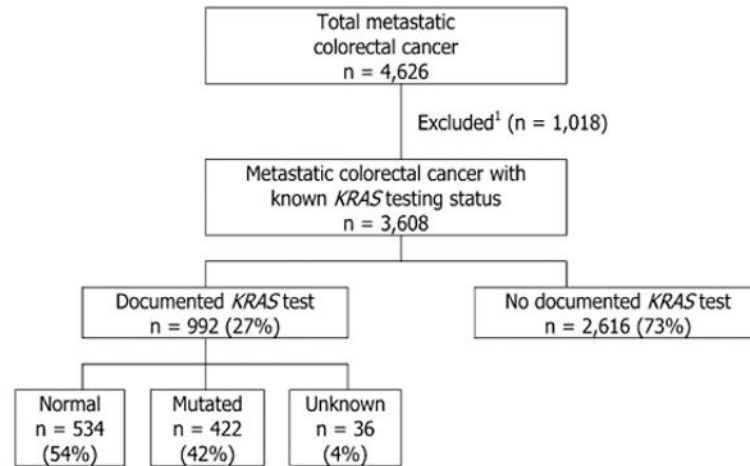 Total metastatic
colorectal cancer
n = 4,626
Excluded¹ (n = 1,018)
Metastatic colorectal cancer with
known KRAS testing status
n = 3,608
Documented KRAS test
n = 992 (27%)
No documented KRAS test
n = 2,616 (73%)
Normal
n = 534
(54%)
Mutated
n = 422
(42%)
Unknown
n = 36
(4%)